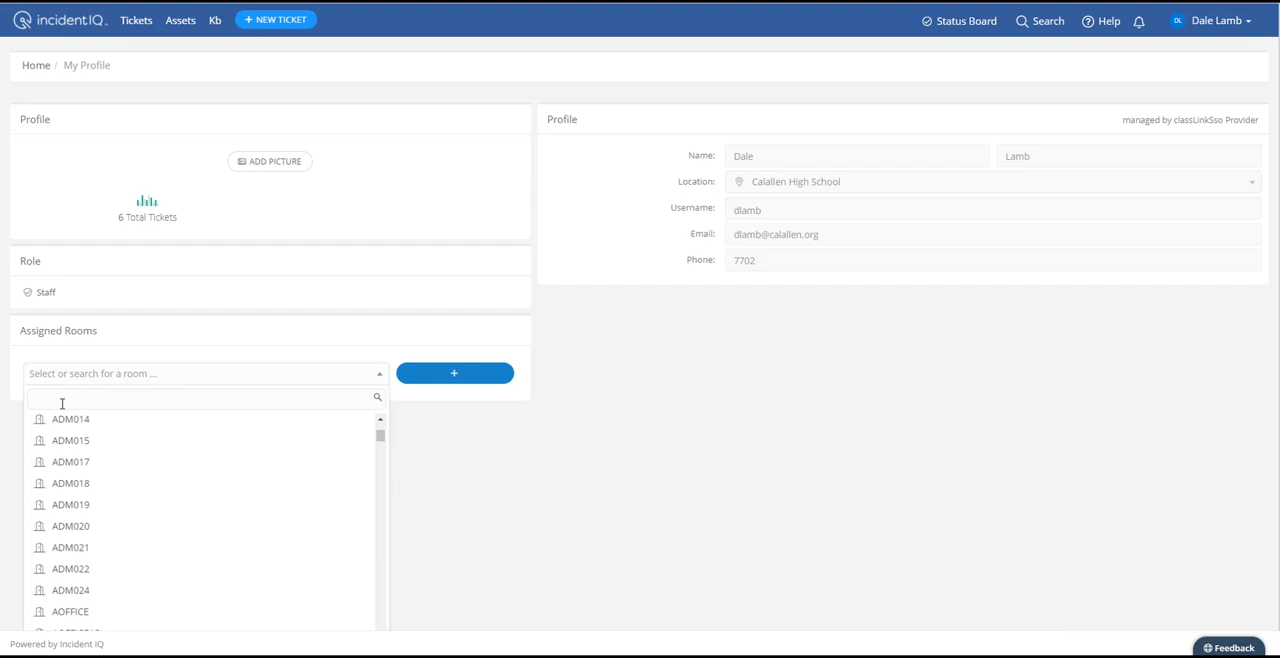 incidentIQ Tickets Assets Kb + NEW TICKET Status Board Search Help DL Dale Lamb
Home / My Profile
Profile
ADD PICTURE
6 Total Tickets
Role
Staff
Assigned Rooms
Select or search for a room ...
+
ADM014
ADM015
ADM017
ADM018
ADM019
ADM020
ADM021
ADM022
ADM024
AOFFICE
Profile managed by classLinkSso Provider
Name: Dale Lamb
Location: Calallen High School
Username: dlamb
Email: dlamb@calallen.org
Phone: 7702
Powered by Incident IQ
Feedback